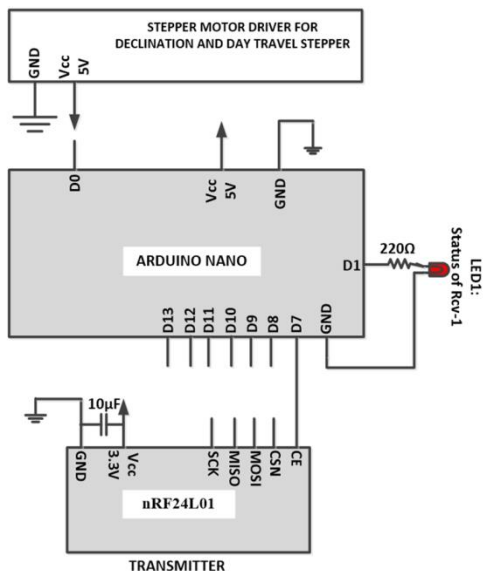 STEPPER MOTOR DRIVER FOR
DECLINATION AND DAY TRAVEL STEPPER
GND
Vcc
5V
D0
Vcc
5V
GND
ARDUINO NANO
D1
220Ω
LED1:
Status of Rcv-1
D13
D12
D11
D10
D9
D8
D7
GND
10µF
GND
3.3V
Vcc
SCK
MISO
MOSI
CSN
CE
nRF24L01
TRANSMITTER